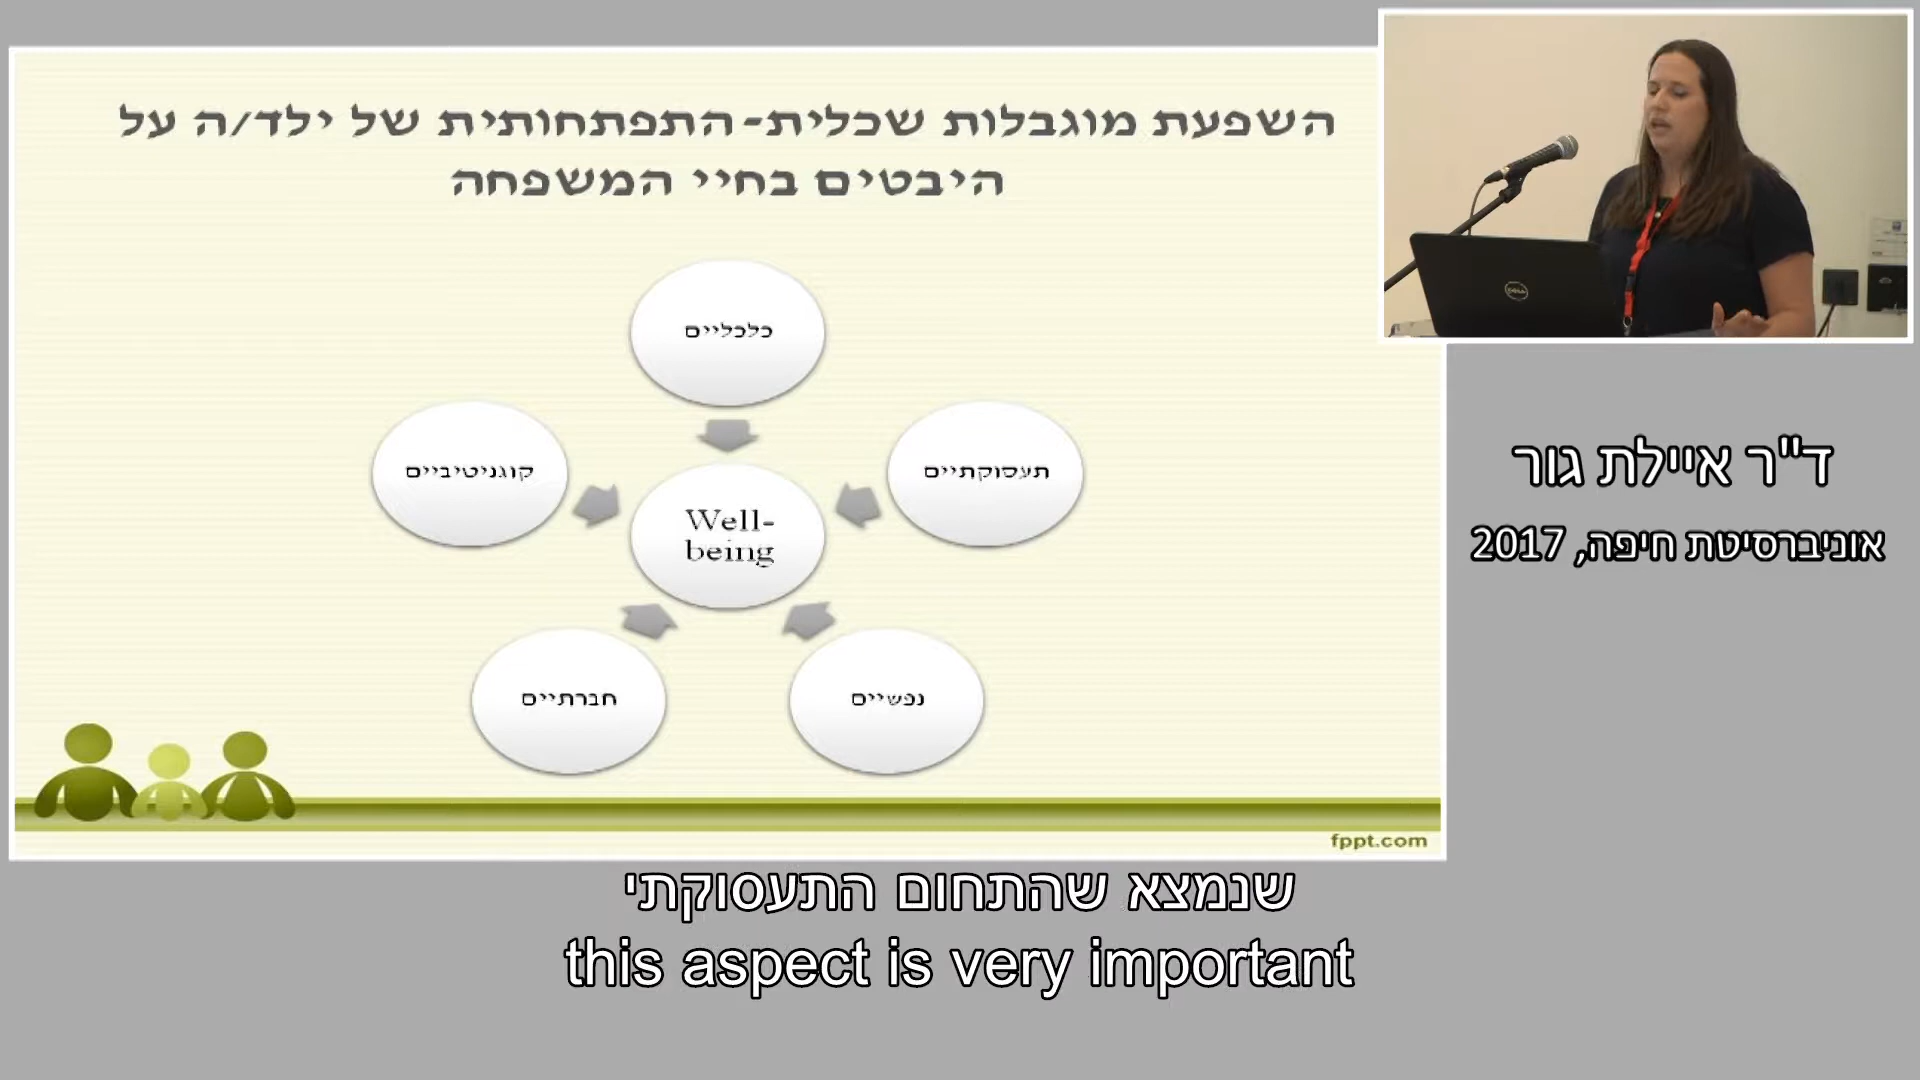 השפעת מוגבלות שכלית-התפתחותית של ילד/ה על
היבטים בחיי המשפחה
כלכליים
קוגניטיביים
תעסוקתיים
Well-
being
חברתיים
נפשיים
fppt.com
DELL
ד"ר איילת גור
אוניברסיטת חיפה, 2017
שנמצא שהתחום התעסוקתי
this aspect is very important